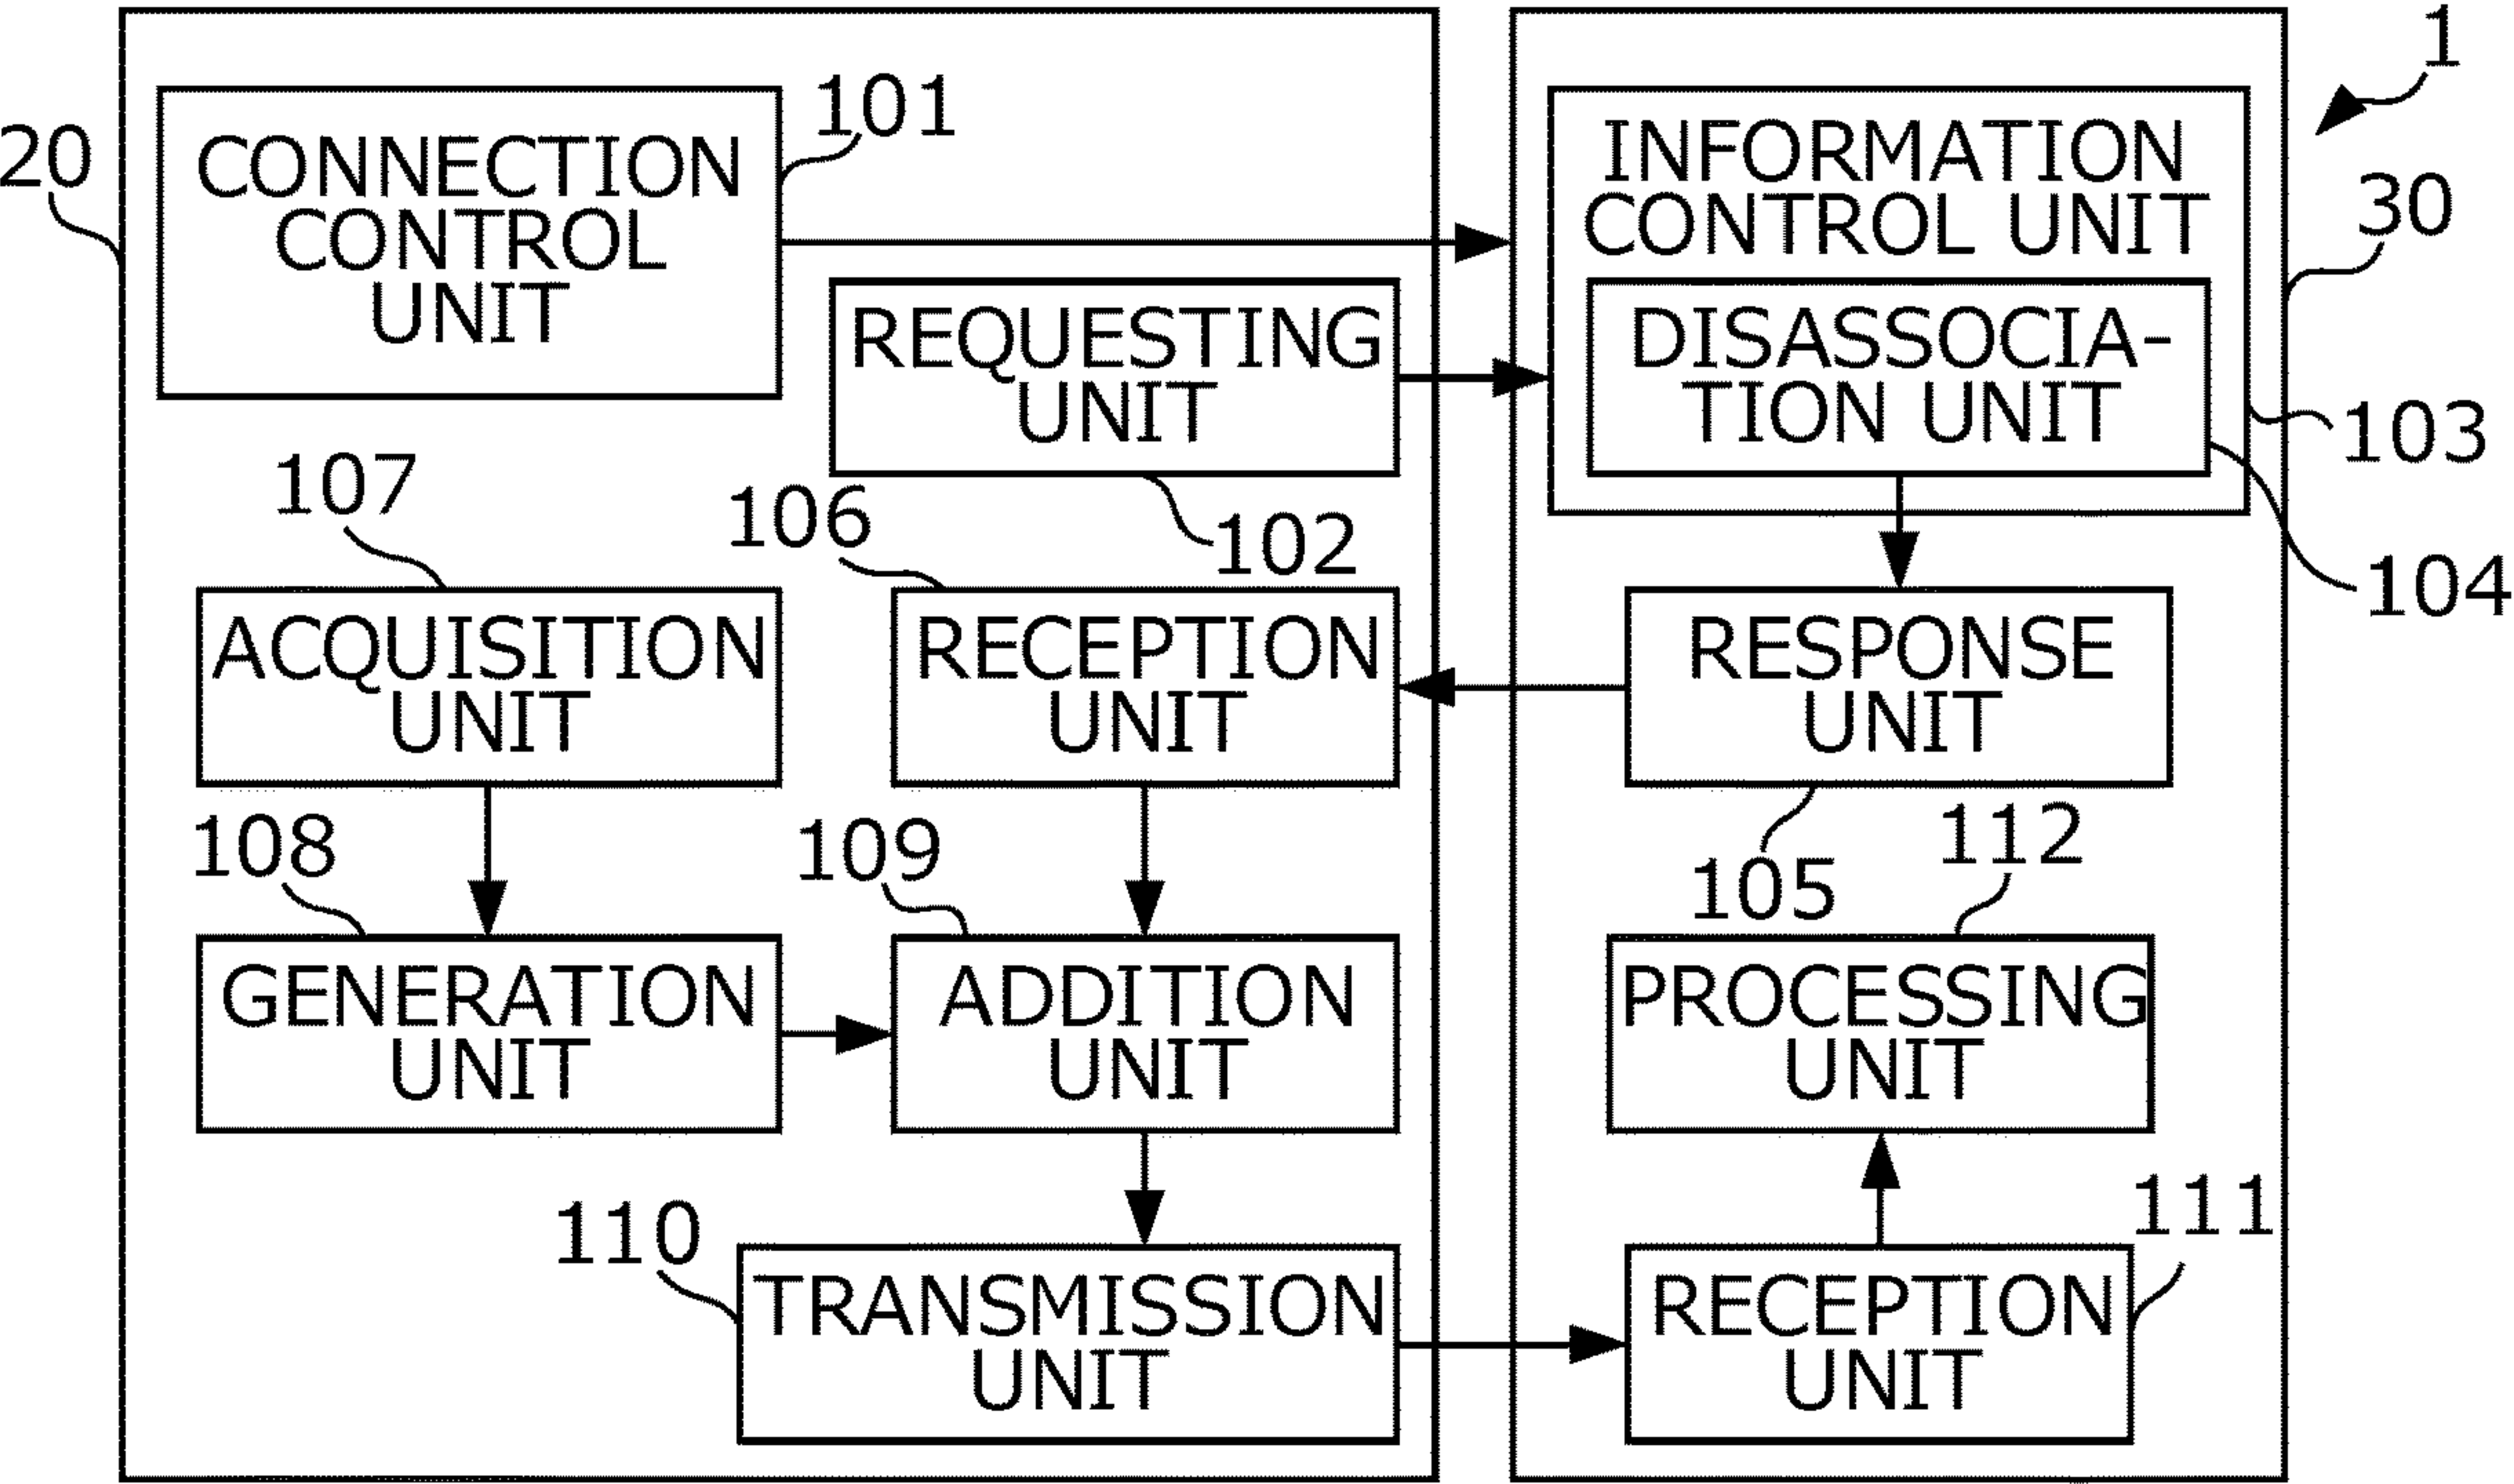 1
20
CONNECTION
CONTROL
UNIT
101
INFORMATION
CONTROL UNIT
30
REQUESTING
UNIT
102
DISASSOCIA-
TION UNIT
103
104
107
ACQUISITION
UNIT
106
RECEPTION
UNIT
RESPONSE
UNIT
105
108
GENERATION
UNIT
109
ADDITION
UNIT
112
PROCESSING
UNIT
110
TRANSMISSION
UNIT
RECEPTION
UNIT
111